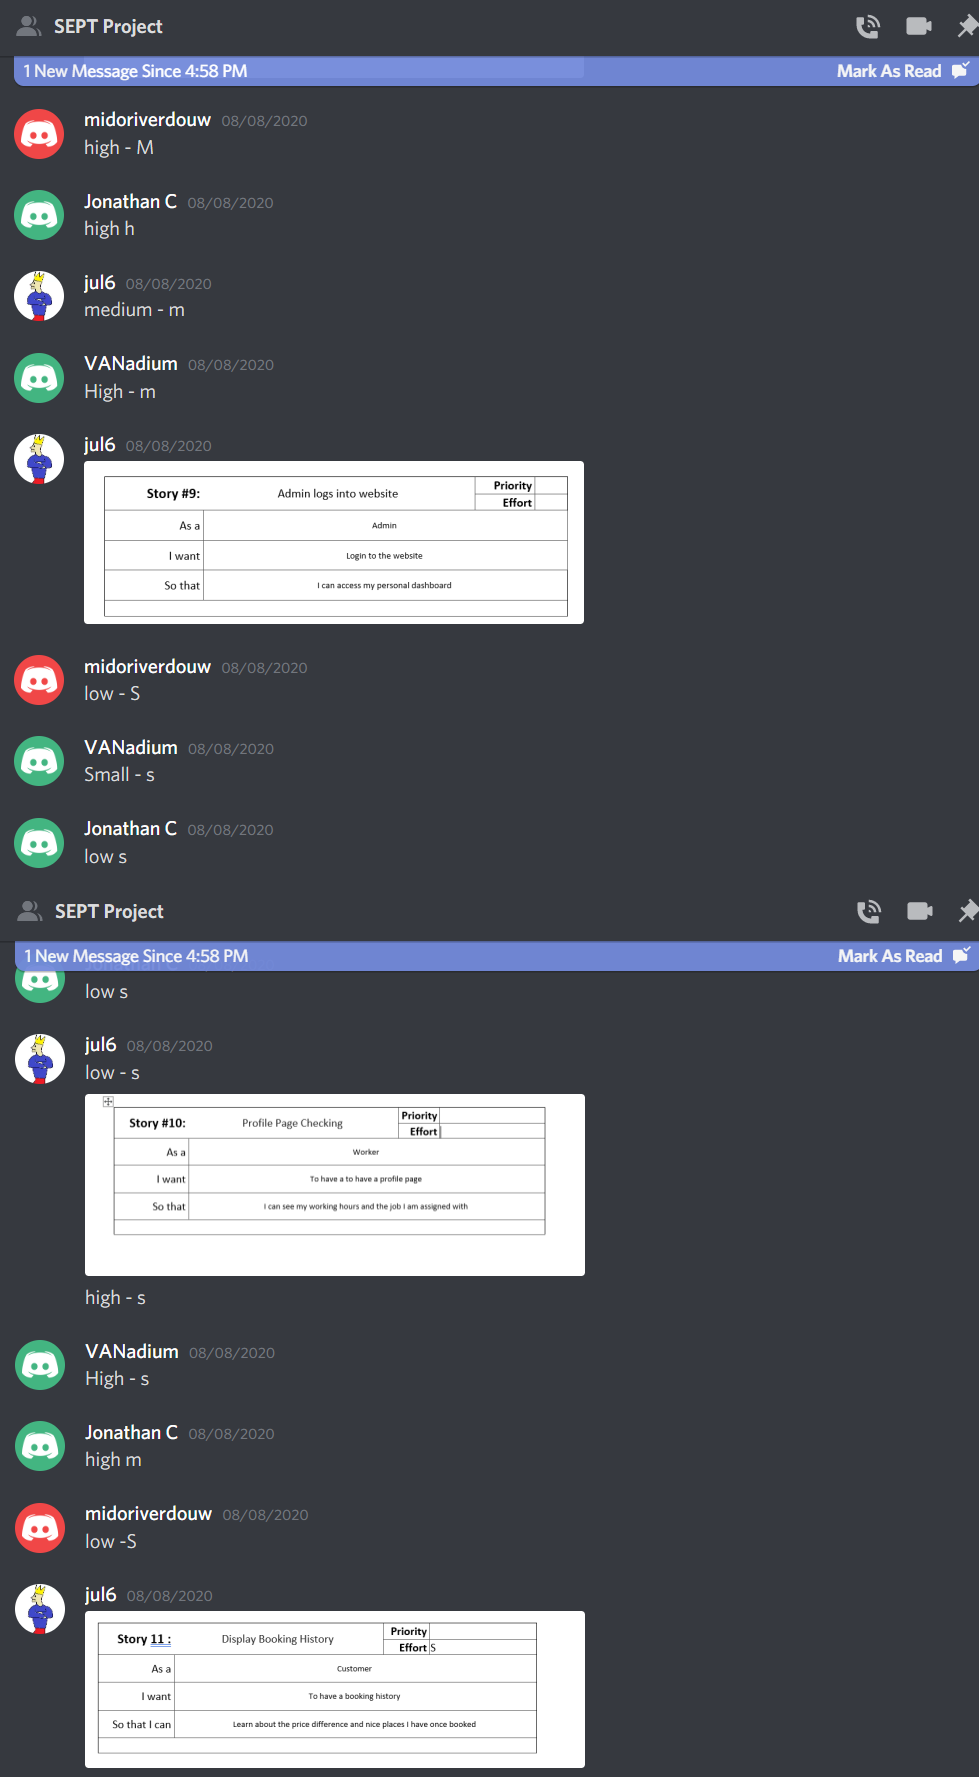 SEPT Project
1 New Message Since 4:58 PM Mark As Read
midoriverdouw 08/08/2020
high - M
Jonathan C 08/08/2020
high h
jul6 08/08/2020
medium - m
VANadium 08/08/2020
High - m
jul6 08/08/2020
Story #9: Admin logs into website Priority
Effort
As a Admin
I want Login to the website
So that I can access my personal dashboard
midoriverdouw 08/08/2020
low - S
VANadium 08/08/2020
Small - s
Jonathan C 08/08/2020
low s
SEPT Project
1 New Message Since 4:58 PM Mark As Read
low s
jul6 08/08/2020
low - s
Story #10: Profile Page Checking Priority
Effort
As a Worker
I want To have a to have a profile page
So that I can see my working hours and the job I am assigned with
high - s
VANadium 08/08/2020
High - s
Jonathan C 08/08/2020
high m
midoriverdouw 08/08/2020
low -S
jul6 08/08/2020
Story 11 : Display Booking History Priority
Effort S
As a Customer
I want To have a booking history
So that I can Learn about the price difference and nice places I have once booked